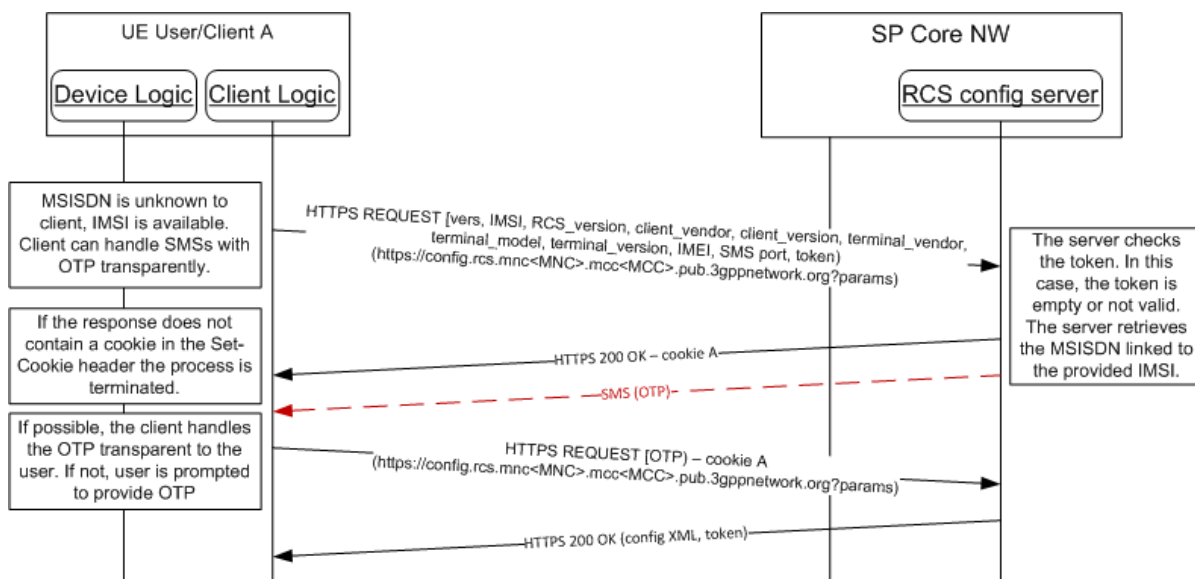 UE User/Client A
SP Core NW
Device Logic
Client Logic
RCS config server
MSISDN is unknown to
client, IMSI is available.
Client can handle SMSs with
OTP transparently.
HTTPS REQUEST [vers, IMSI, RCS_version, client_vendor, client_version, terminal_vendor,
terminal_model, terminal_version, IMEI, SMS port, token)
(https://config.rcs.mnc<MNC>.mcc<MCC>.pub.3gppnetwork.org?params)
The server checks
the token. In this
case, the token is
empty or not valid.
The server retrieves
the MSISDN linked to
the provided IMSI.
If the response does not
contain a cookie in the Set-
Cookie header the process is
terminated.
HTTPS 200 OK – cookie A
SMS (OTP)
If possible, the client handles
the OTP transparent to the
user. If not, user is prompted
to provide OTP
HTTPS REQUEST [OTP) – cookie A
(https://config.rcs.mnc<MNC>.mcc<MCC>.pub.3gppnetwork.org?params)
HTTPS 200 OK (config XML, token)